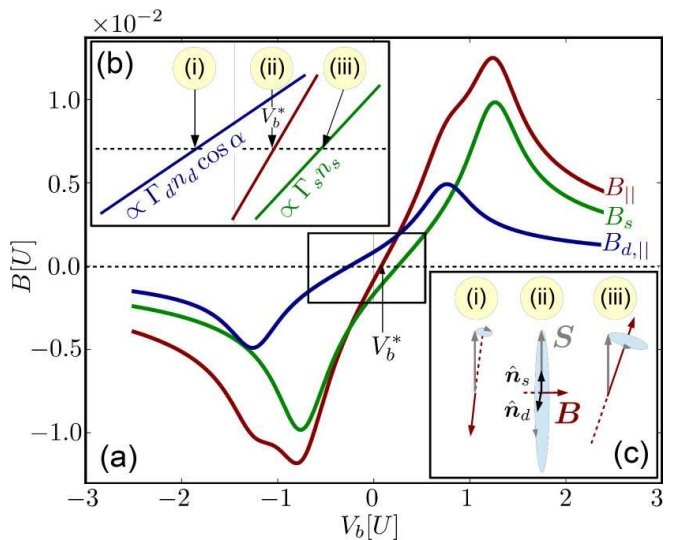 ×10⁻²
(b)
(i)
(ii)
(iii)
V_b^*
∝ Γ_d n_d cos α
∝ Γ_s n_s
1.0
0.5
0.0
−0.5
−1.0
B[U]
B_{||}
B_s
B_{d,||}
V_b^*
(i)
(ii)
(iii)
S
n̂_s
n̂_d
B
(a)
(c)
−3
−2
−1
0
1
2
3
V_b[U]